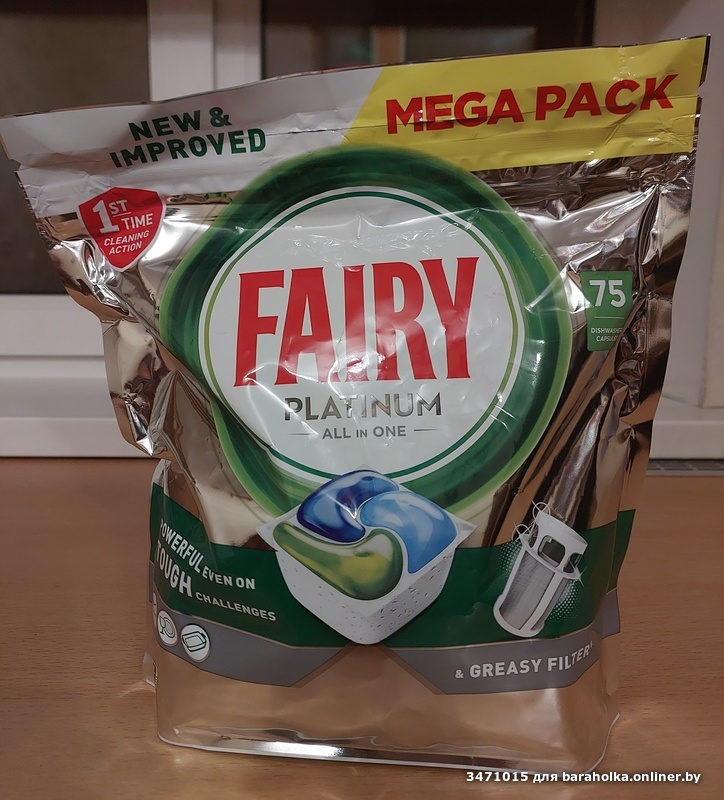 NEW &
IMPROVED
MEGA PACK
1ST
TIME
CLEANING
ACTION
FAIRY
PLATINUM
ALL IN ONE
75
DISHWASHER
CAPSULES
POWERFUL EVEN ON
TOUGH CHALLENGES
& GREASY FILTER
3471015 для baraholka.onliner.by